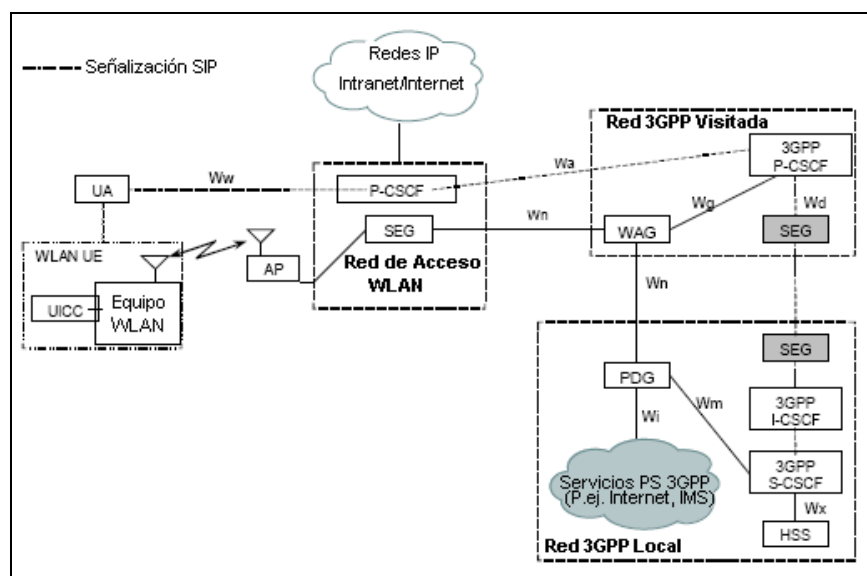 Señalización SIP
Redes IP
Intranet/Internet
Red 3GPP Visitada
3GPP
P-CSCF
Wa
Ww
UA
P-CSCF
Wg
Wd
SEG
Wn
WAG
SEG
WLAN UE
AP
Red de Acceso
WLAN
UICC
Equipo
WLAN
Wn
SEG
PDG
Wm
3GPP
I-CSCF
Wi
Servicios PS 3GPP
(P.ej. Internet, IMS)
3GPP
S-CSCF
Wx
HSS
Red 3GPP Local